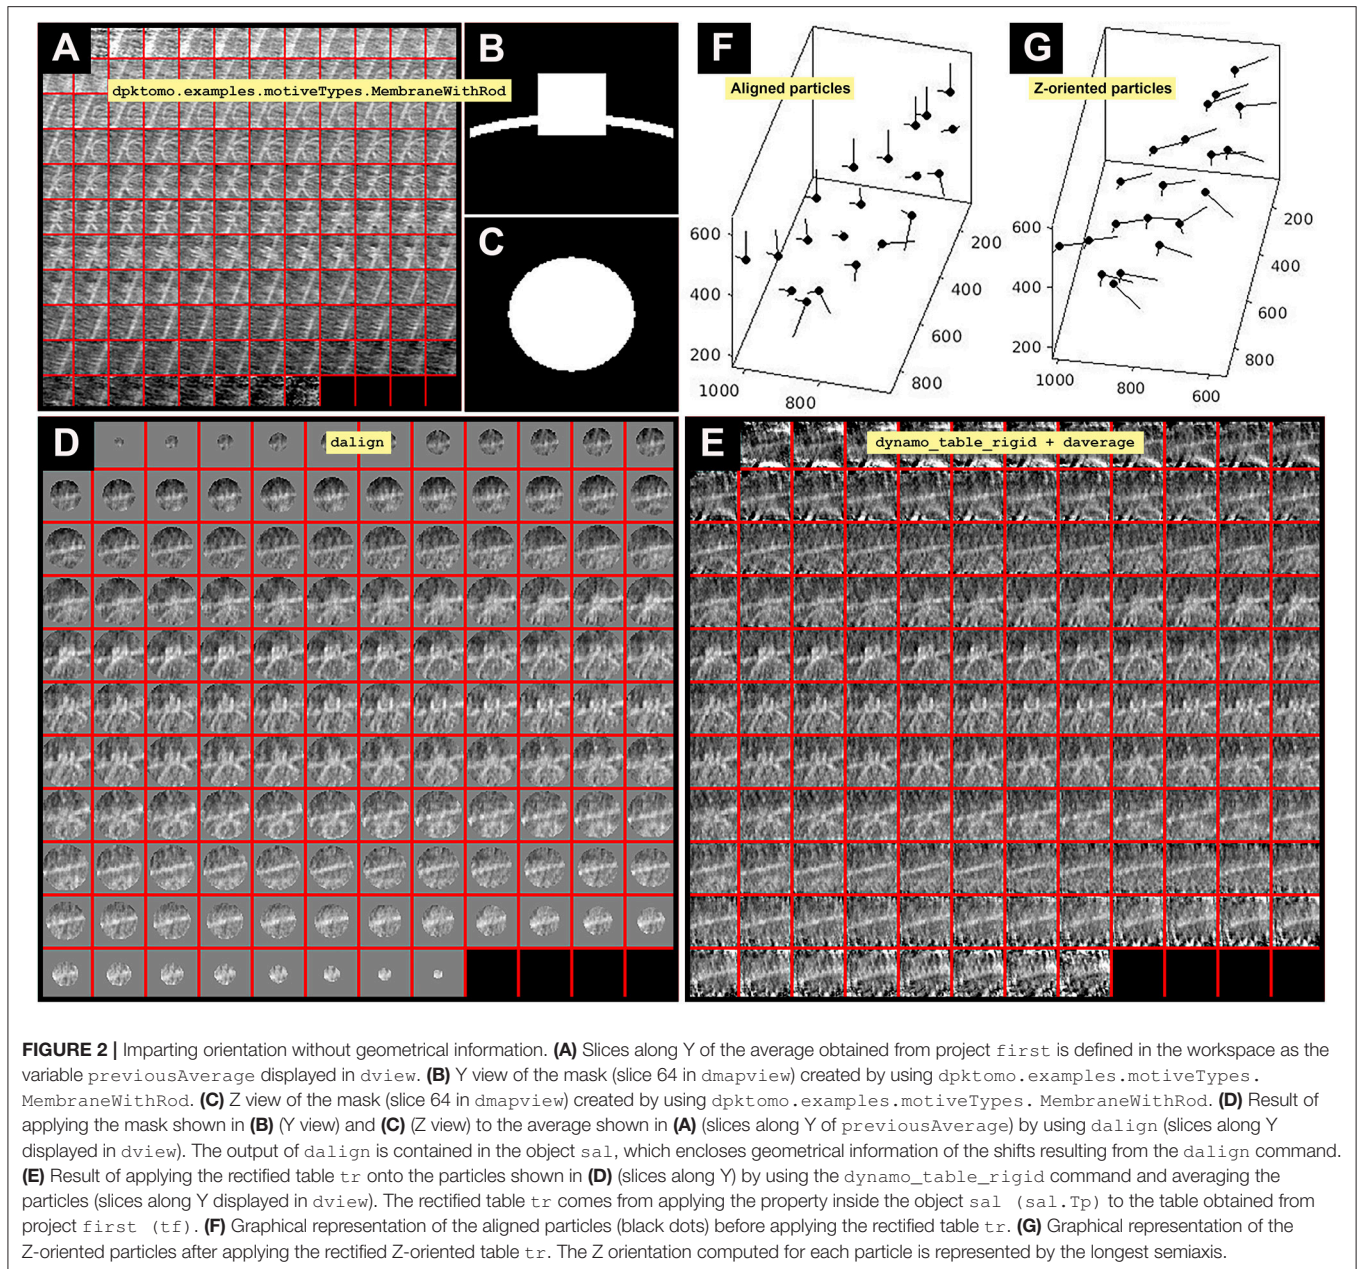 A
dpktomo.examples.motiveTypes.MembraneWithRod
B
C
F
Aligned particles
600
400
200
1000
800
200
400
600
800
G
Z-oriented particles
600
400
200
1000
800
600
200
400
600
800
D
dalign
E
dynamo_table_rigid + daverage
FIGURE 2 | Imparting orientation without geometrical information. (A) Slices along Y of the average obtained from project first is defined in the workspace as the
variable previousAverage displayed in dview. (B) Y view of the mask (slice 64 in dmapview) created by using dpktomo.examples.motiveTypes.
MembraneWithRod. (C) Z view of the mask (slice 64 in dmapview) created by using dpktomo.examples.motiveTypes. MembraneWithRod. (D) Result of
applying the mask shown in (B) (Y view) and (C) (Z view) to the average shown in (A) (slices along Y of previousAverage) by using dalign (slices along Y
displayed in dview). The output of dalign is contained in the object sal, which encloses geometrical information of the shifts resulting from the dalign command.
(E) Result of applying the rectified table tr onto the particles shown in (D) (slices along Y) by using the dynamo_table_rigid command and averaging the
particles (slices along Y displayed in dview). The rectified table tr comes from applying the property inside the object sal (sal.Tp) to the table obtained from
project first (tf). (F) Graphical representation of the aligned particles (black dots) before applying the rectified table tr. (G) Graphical representation of the
Z-oriented particles after applying the rectified Z-oriented table tr. The Z orientation computed for each particle is represented by the longest semiaxis.